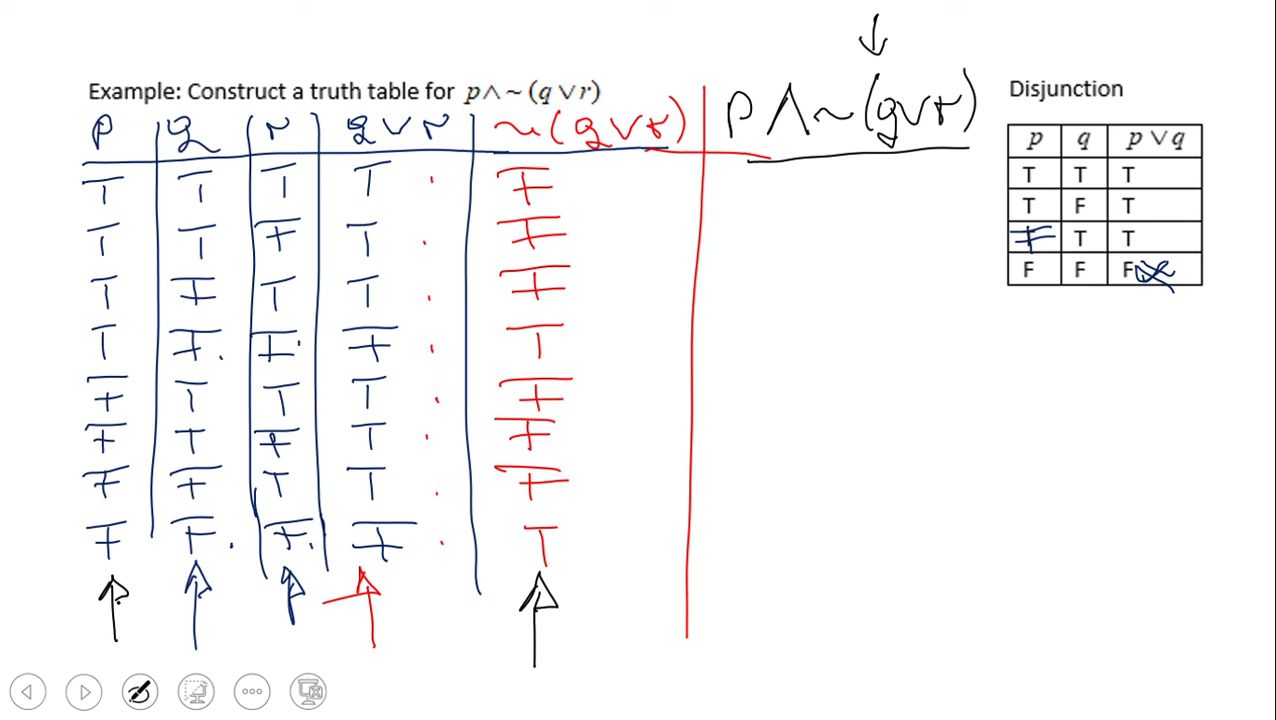 Example: Construct a truth table for p∧~(q∨r)
p q r q∨r ~(q∨r) p∧~(q∨r)
T T T T F
T T F T F
T F T T F
T F F F T
F T T T F
F T F T F
F F T T F
F F F F T
Disjunction
p q p∨q
T T T
T F T
F T T
F F F